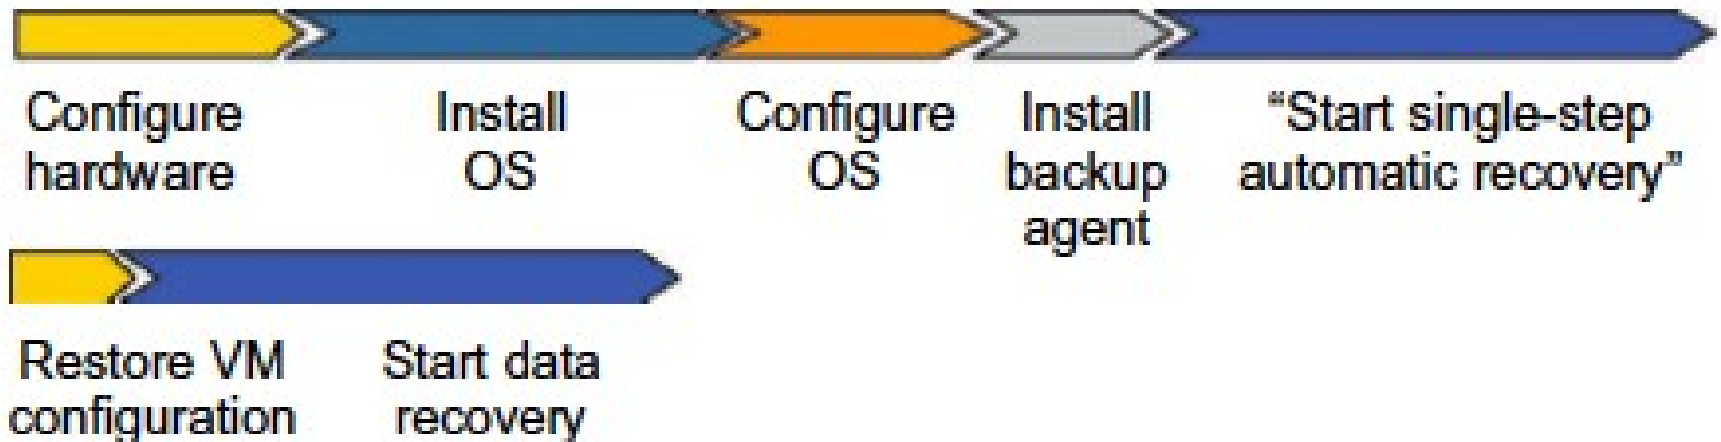 Configure
hardware
Install
OS
Configure
OS
Install
backup
agent
“Start single-step
automatic recovery”
Restore VM
configuration
Start data
recovery